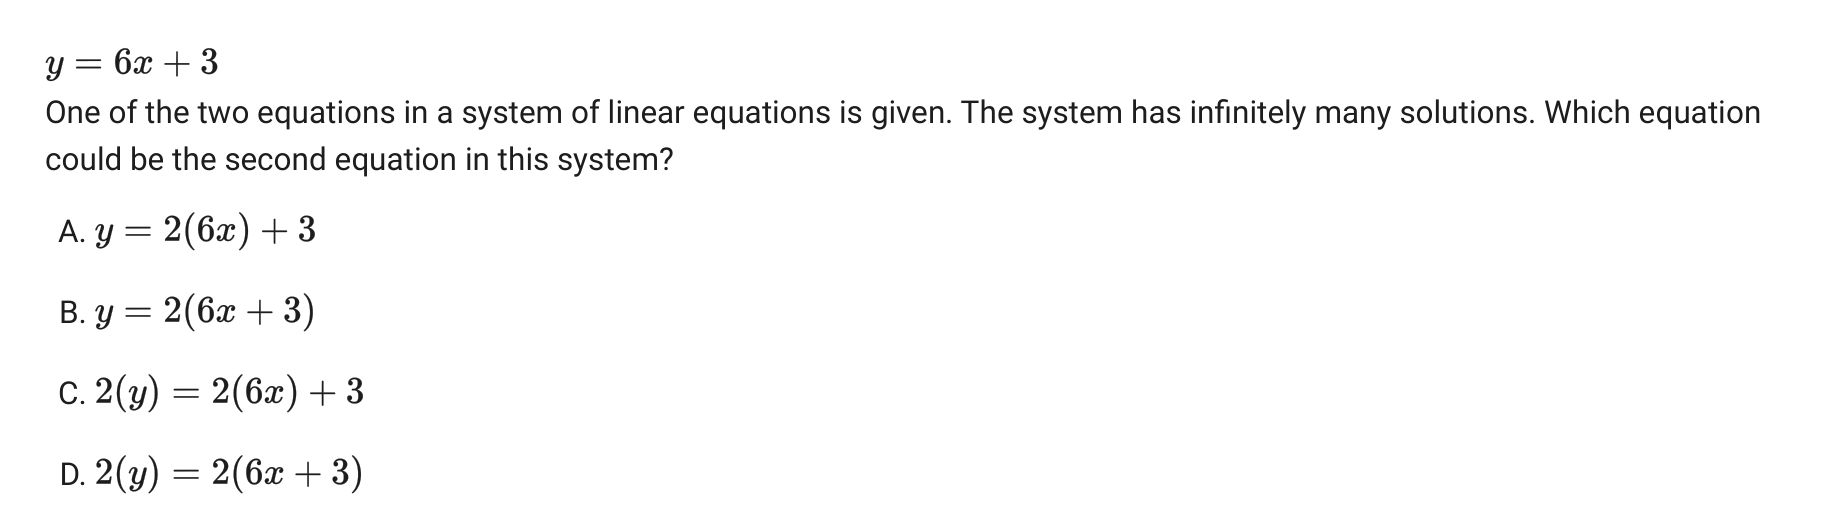 y = 6x + 3
One of the two equations in a system of linear equations is given. The system has infinitely many solutions. Which equation
could be the second equation in this system?
A. y = 2(6x) + 3
B. y = 2(6x + 3)
C. 2(y) = 2(6x) + 3
D. 2(y) = 2(6x + 3)